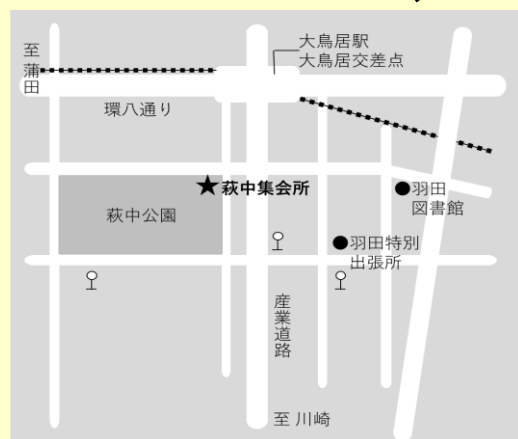 至蒲田
大鳥居駅
大鳥居交差点
環八通り
★萩中集会所
萩中公園
●羽田
図書館
●羽田特別
出張所
産業道路
至 川崎